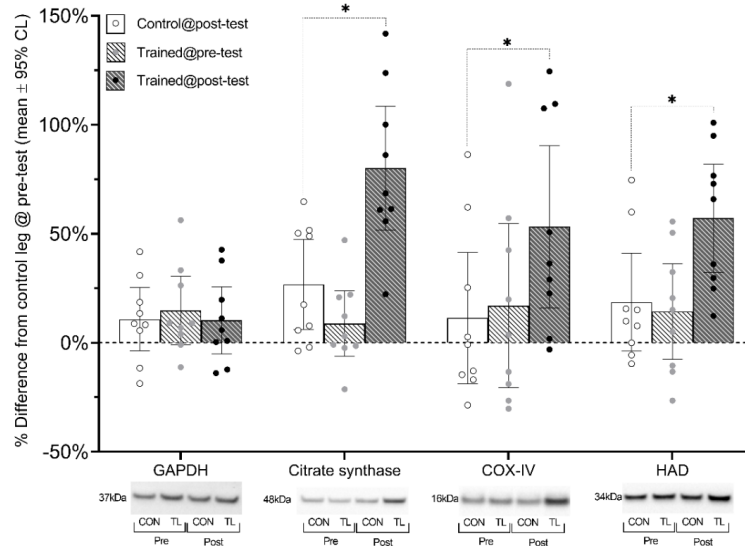 % Difference from control leg @ pre-test (mean ± 95% CL)
150%
100%
50%
0%
-50%
Control@post-test
Trained@pre-test
Trained@post-test
*
*
*
GAPDH Citrate synthase COX-IV HAD
37kDa 48kDa 16kDa 34kDa
CON TL CON TL CON TL CON TL CON TL CON TL CON TL CON TL
Pre Post Pre Post Pre Post Pre Post